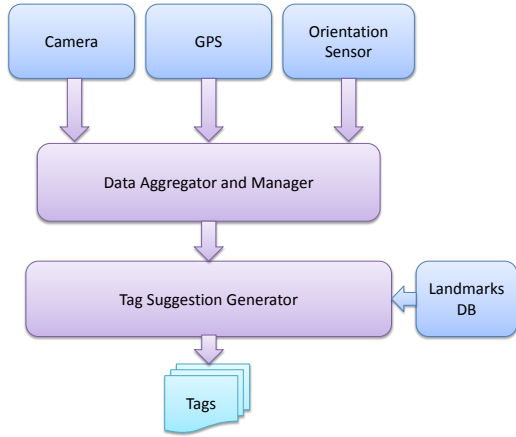 Camera
GPS
Orientation
Sensor
Data Aggregator and Manager
Tag Suggestion Generator
Landmarks
DB
Tags